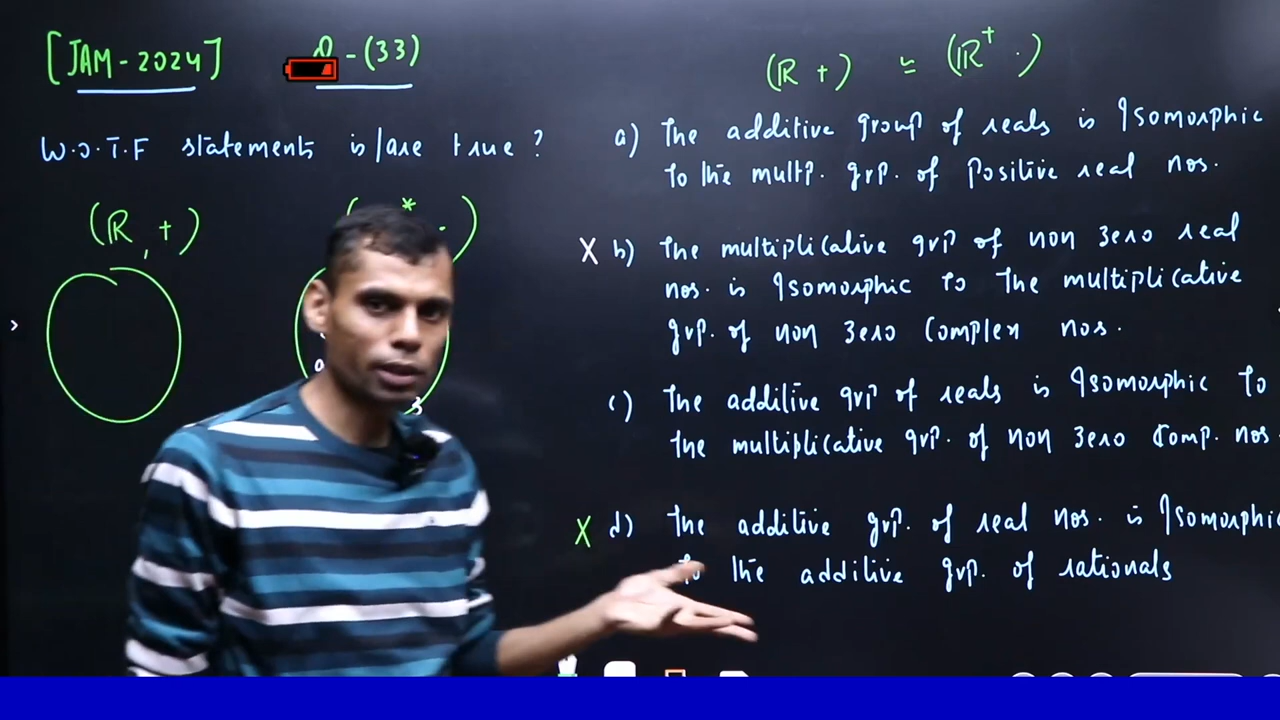 [JAM-2024] Q-(33)
W.O.T.F statements is/are true ?
(ℝ, +) ( * . )
(ℝ +) ≅ (ℝ⁺ ·)
a) The additive group of reals is Isomorphic
to the multp. grp. of Positive real nos.
X b) The multiplicative grp of non zero real
nos. is Isomorphic to The multiplicative
grp. of non zero Complex nos.
c) The additive grp of reals is Isomorphic To
the multiplicative grp. of non zero Comp. nos
X d) The additive grp. of real nos. is Isomorphic
to the additive grp. of rationals